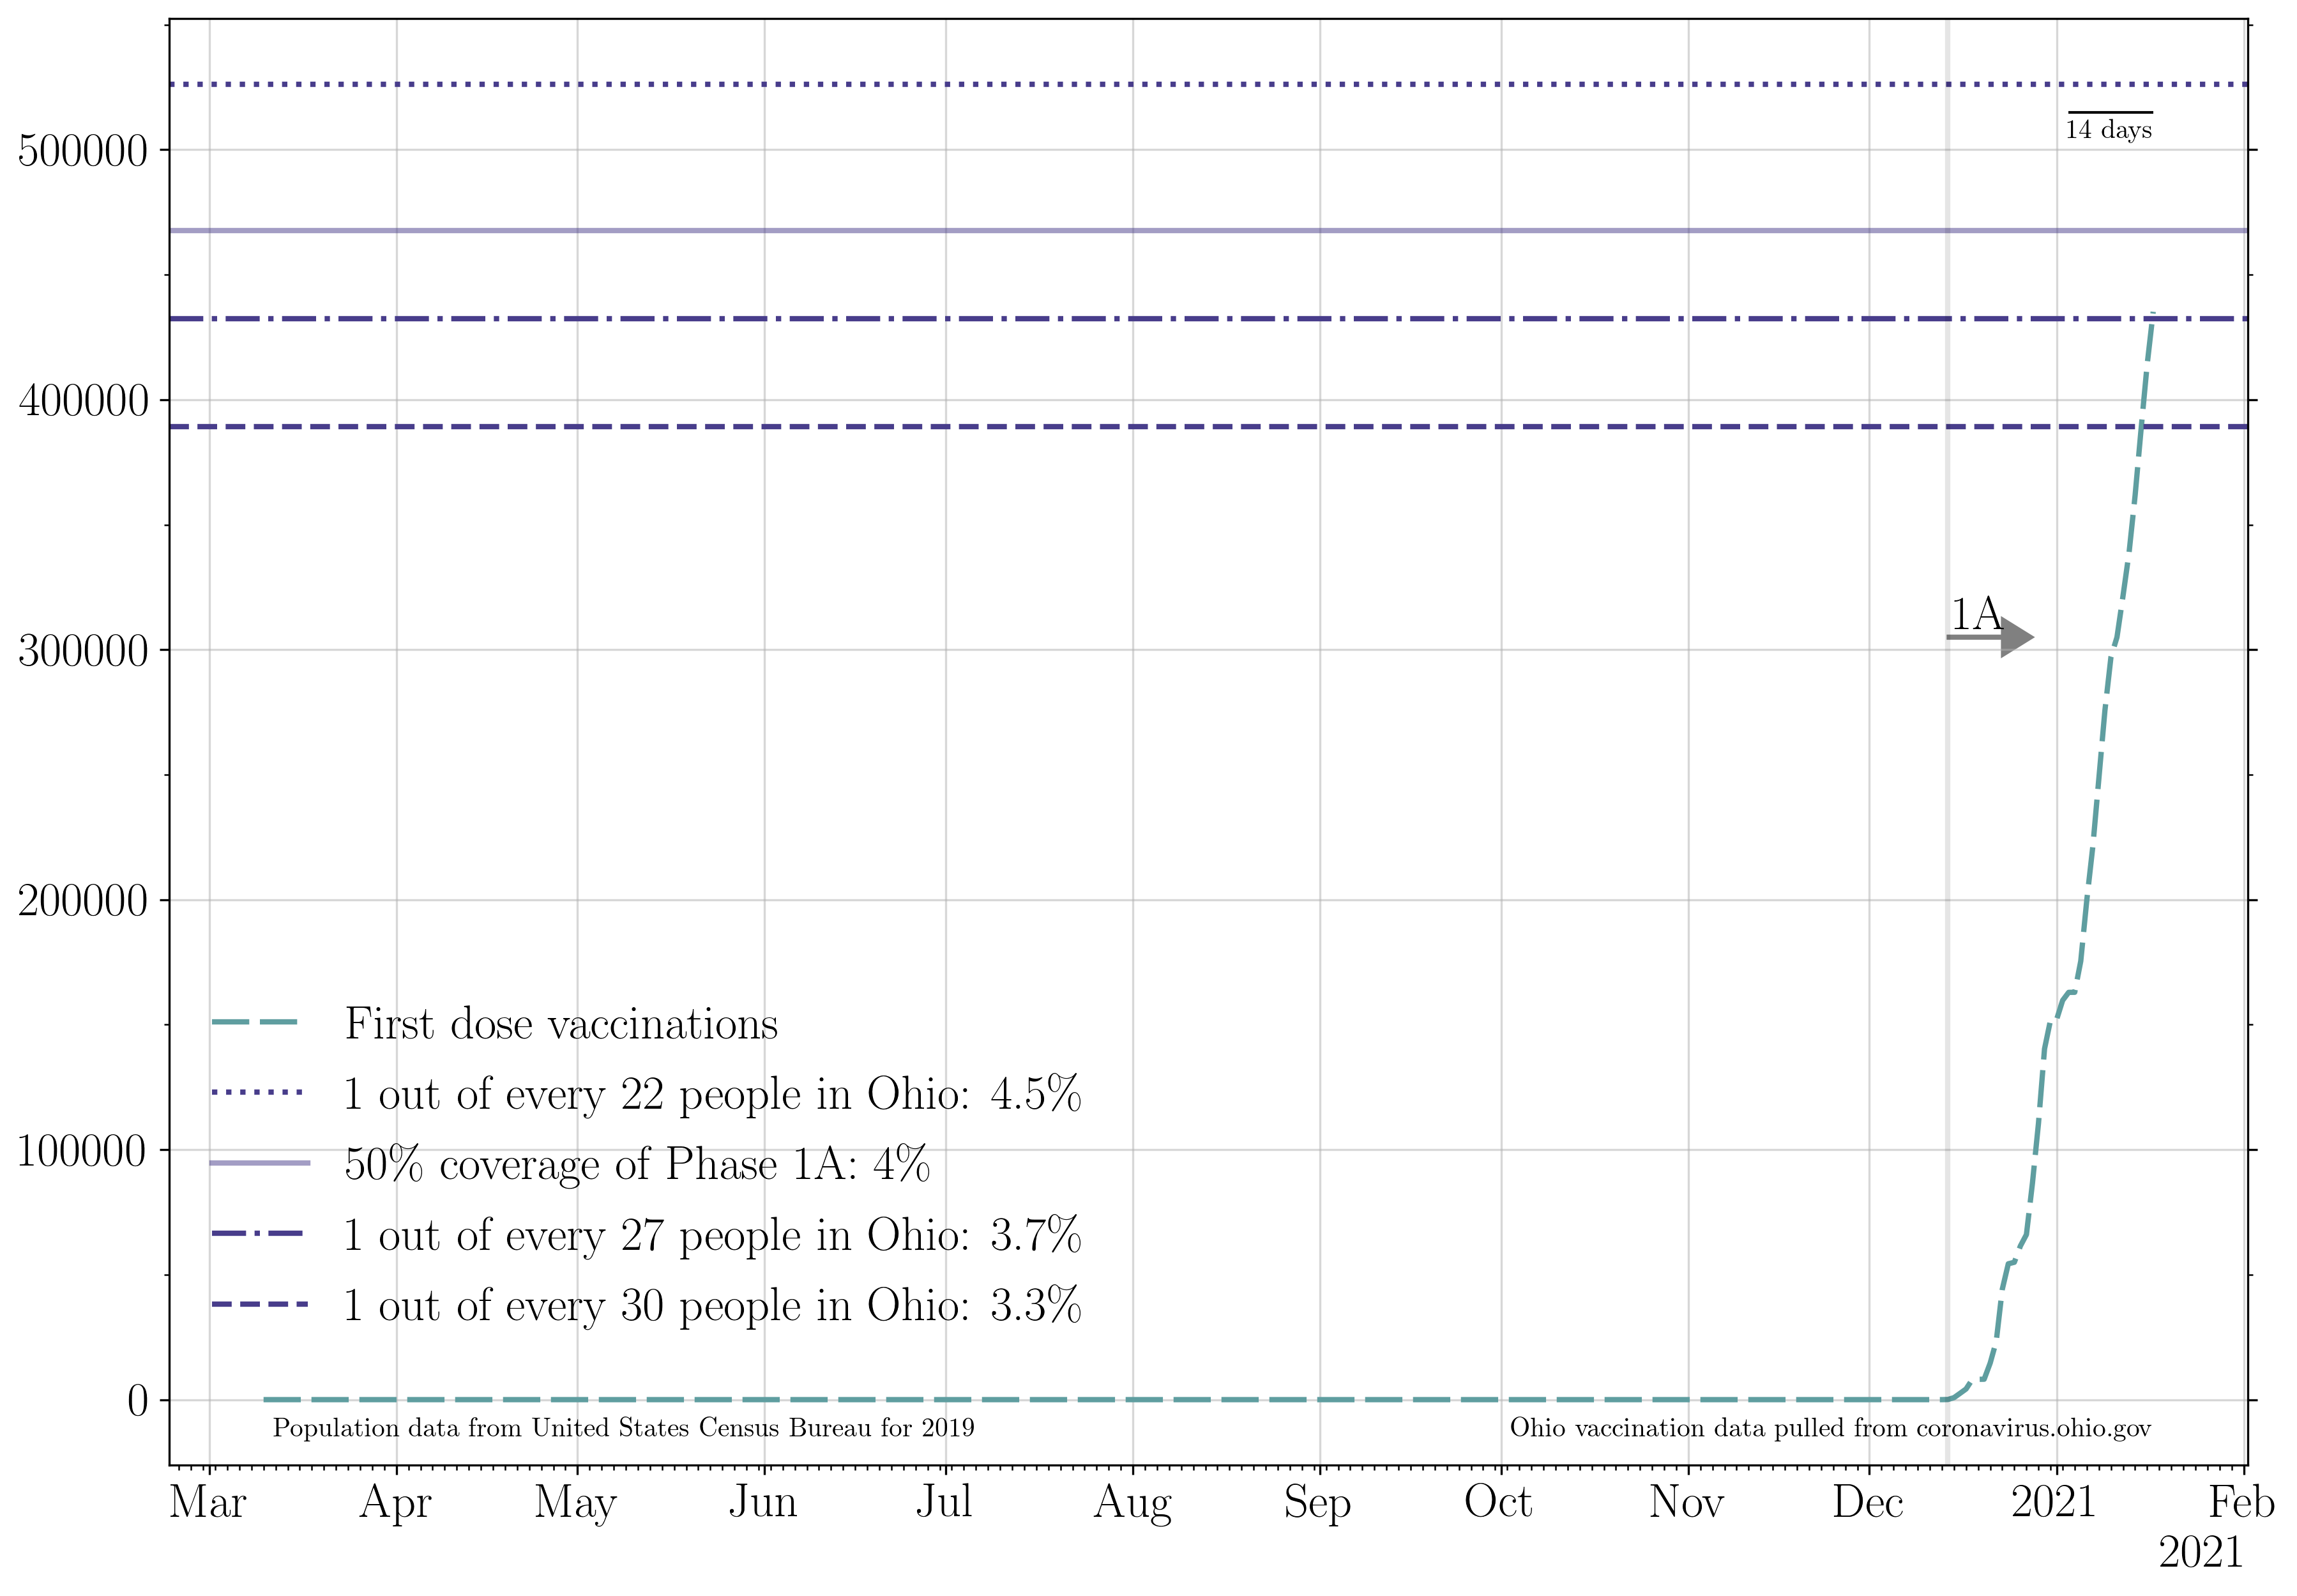 500000
14 days
400000
1A
300000
200000
First dose vaccinations
1 out of every 22 people in Ohio: 4.5%
100000
50% coverage of Phase 1A: 4%
1 out of every 27 people in Ohio: 3.7%
1 out of every 30 people in Ohio: 3.3%
0
Population data from United States Census Bureau for 2019
Ohio vaccination data pulled from coronavirus.ohio.gov
Mar Apr May Jun Jul Aug Sep Oct Nov Dec 2021 Feb
2021